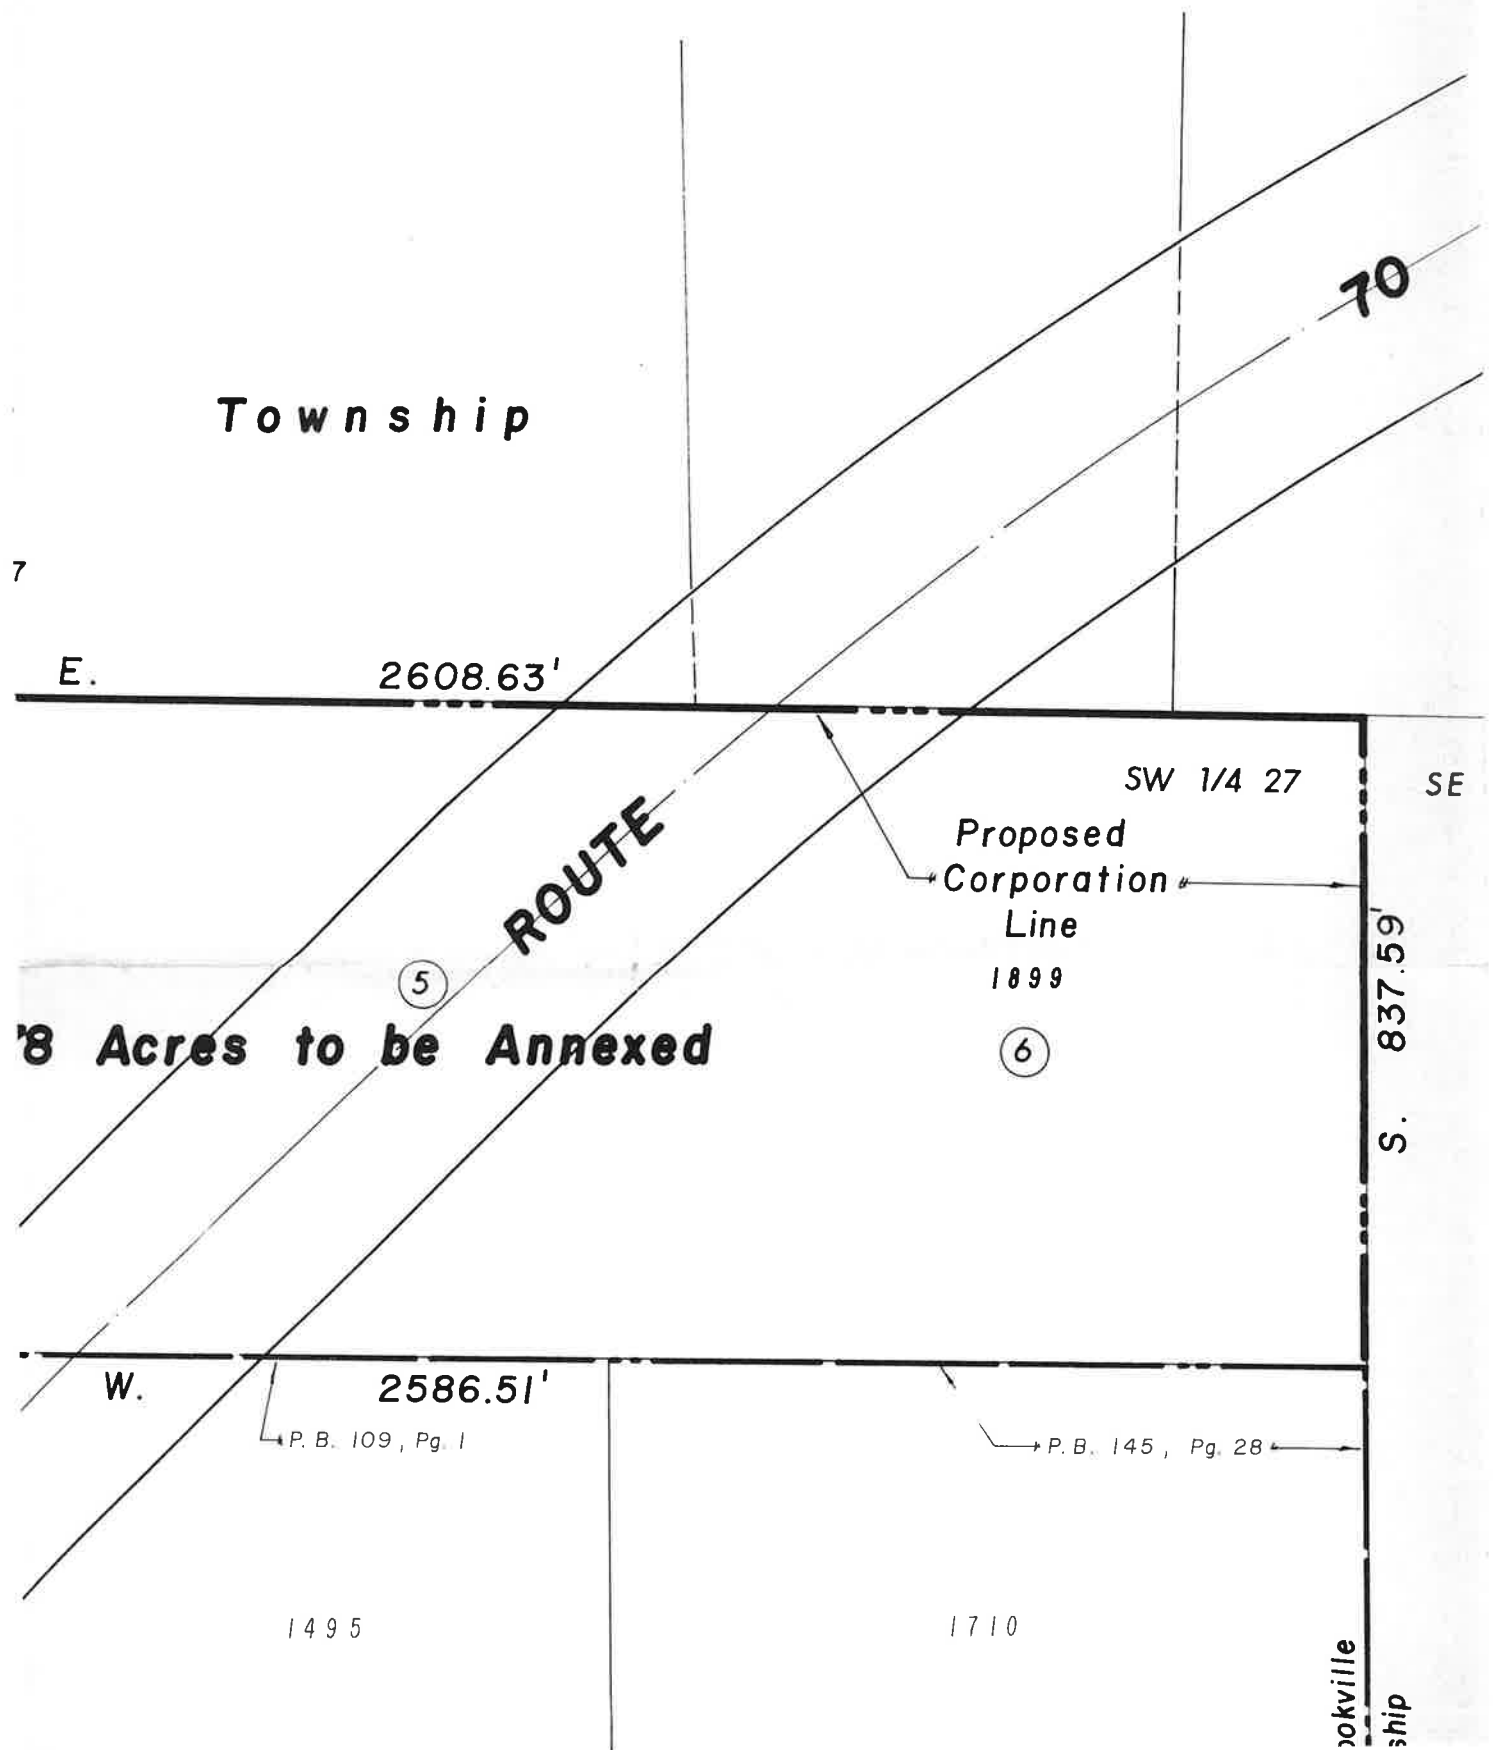 70
Township
7
E. 2608.63'
SW 1/4 27
SE
Proposed
Corporation
Line
1899
ROUTE
5
8 Acres to be Annexed
6
S. 837.59'
W. 2586.51'
P.B. 109, Pg. 1
P.B. 145, Pg. 28
1495
1710
ookville
ship